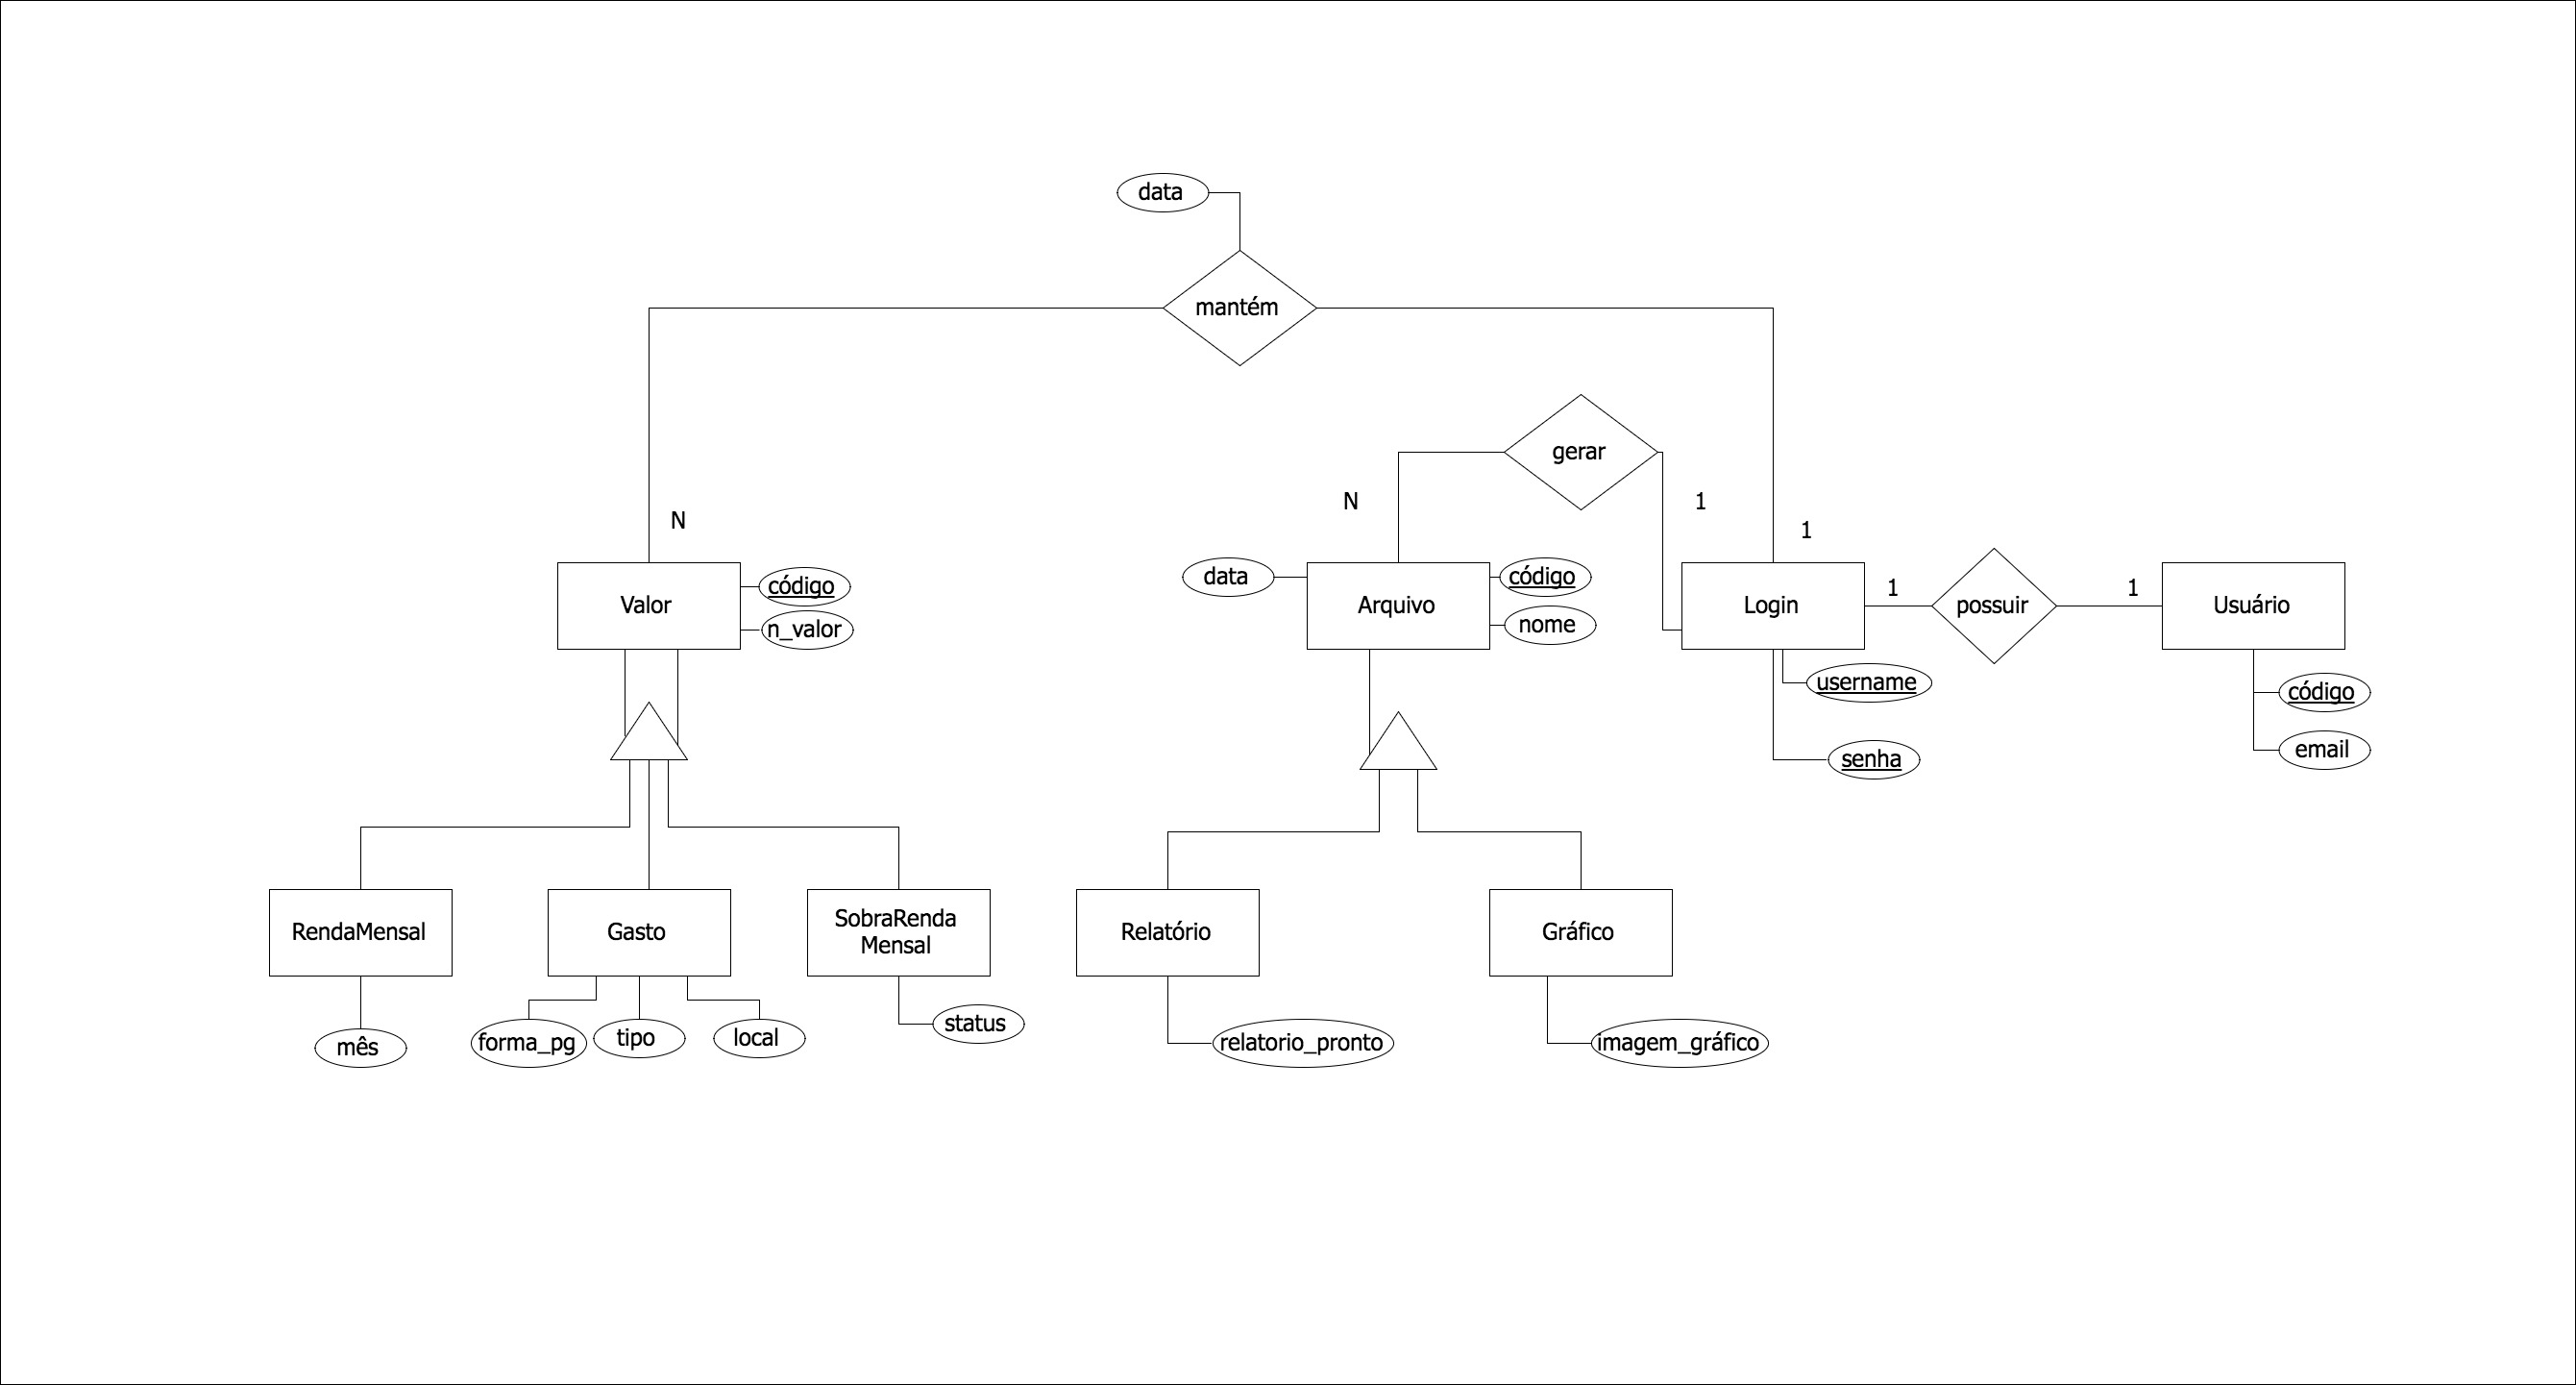 data
mantém
gerar
N
1
N
1
data
código
código
Valor
n_valor
Arquivo
nome
Login
1
possuir
1
Usuário
username
código
senha
email
RendaMensal
Gasto
SobraRenda
Mensal
Relatório
Gráfico
mês
forma_pg
tipo
local
status
relatorio_pronto
imagem_gráfico